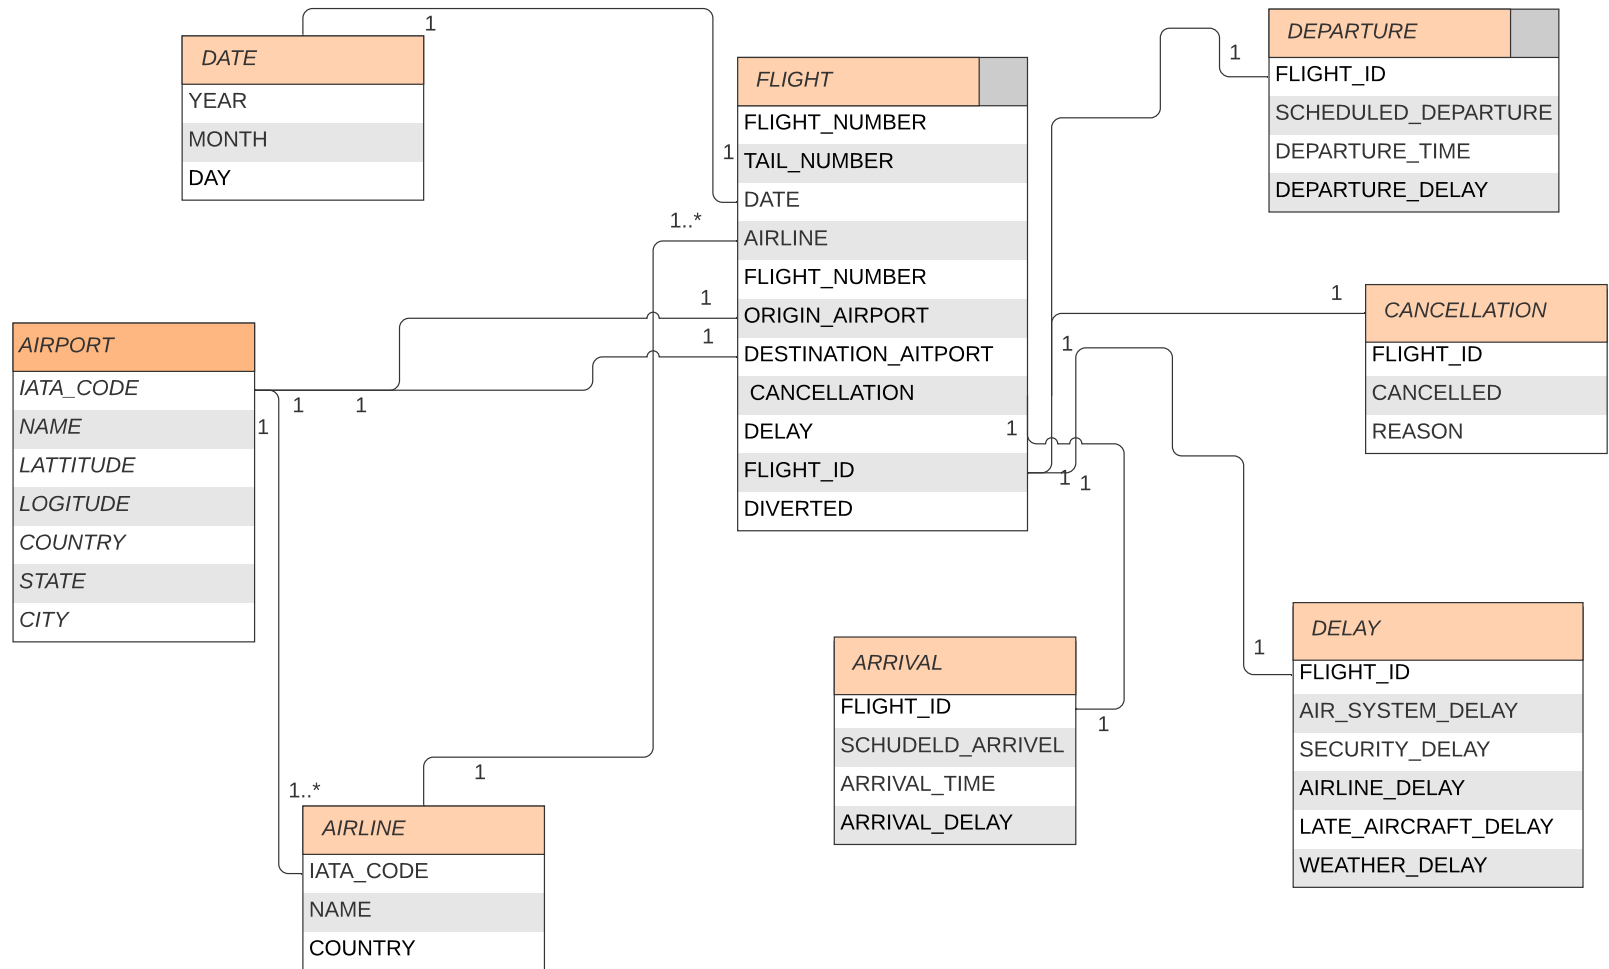 DATE
YEAR
MONTH
DAY
1
1
FLIGHT
FLIGHT_NUMBER
TAIL_NUMBER
DATE
AIRLINE
FLIGHT_NUMBER
ORIGIN_AIRPORT
DESTINATION_AITPORT
CANCELLATION
DELAY
FLIGHT_ID
DIVERTED
1..*
1
1
1
DEPARTURE
FLIGHT_ID
SCHEDULED_DEPARTURE
DEPARTURE_TIME
DEPARTURE_DELAY
1
CANCELLATION
FLIGHT_ID
CANCELLED
REASON
1
1
1
1
AIRPORT
IATA_CODE
NAME
LATTITUDE
LOGITUDE
COUNTRY
STATE
CITY
1
1
1
ARRIVAL
FLIGHT_ID
SCHUDELD_ARRIVEL
ARRIVAL_TIME
ARRIVAL_DELAY
1
1
DELAY
FLIGHT_ID
AIR_SYSTEM_DELAY
SECURITY_DELAY
AIRLINE_DELAY
LATE_AIRCRAFT_DELAY
WEATHER_DELAY
1
1..*
AIRLINE
IATA_CODE
NAME
COUNTRY